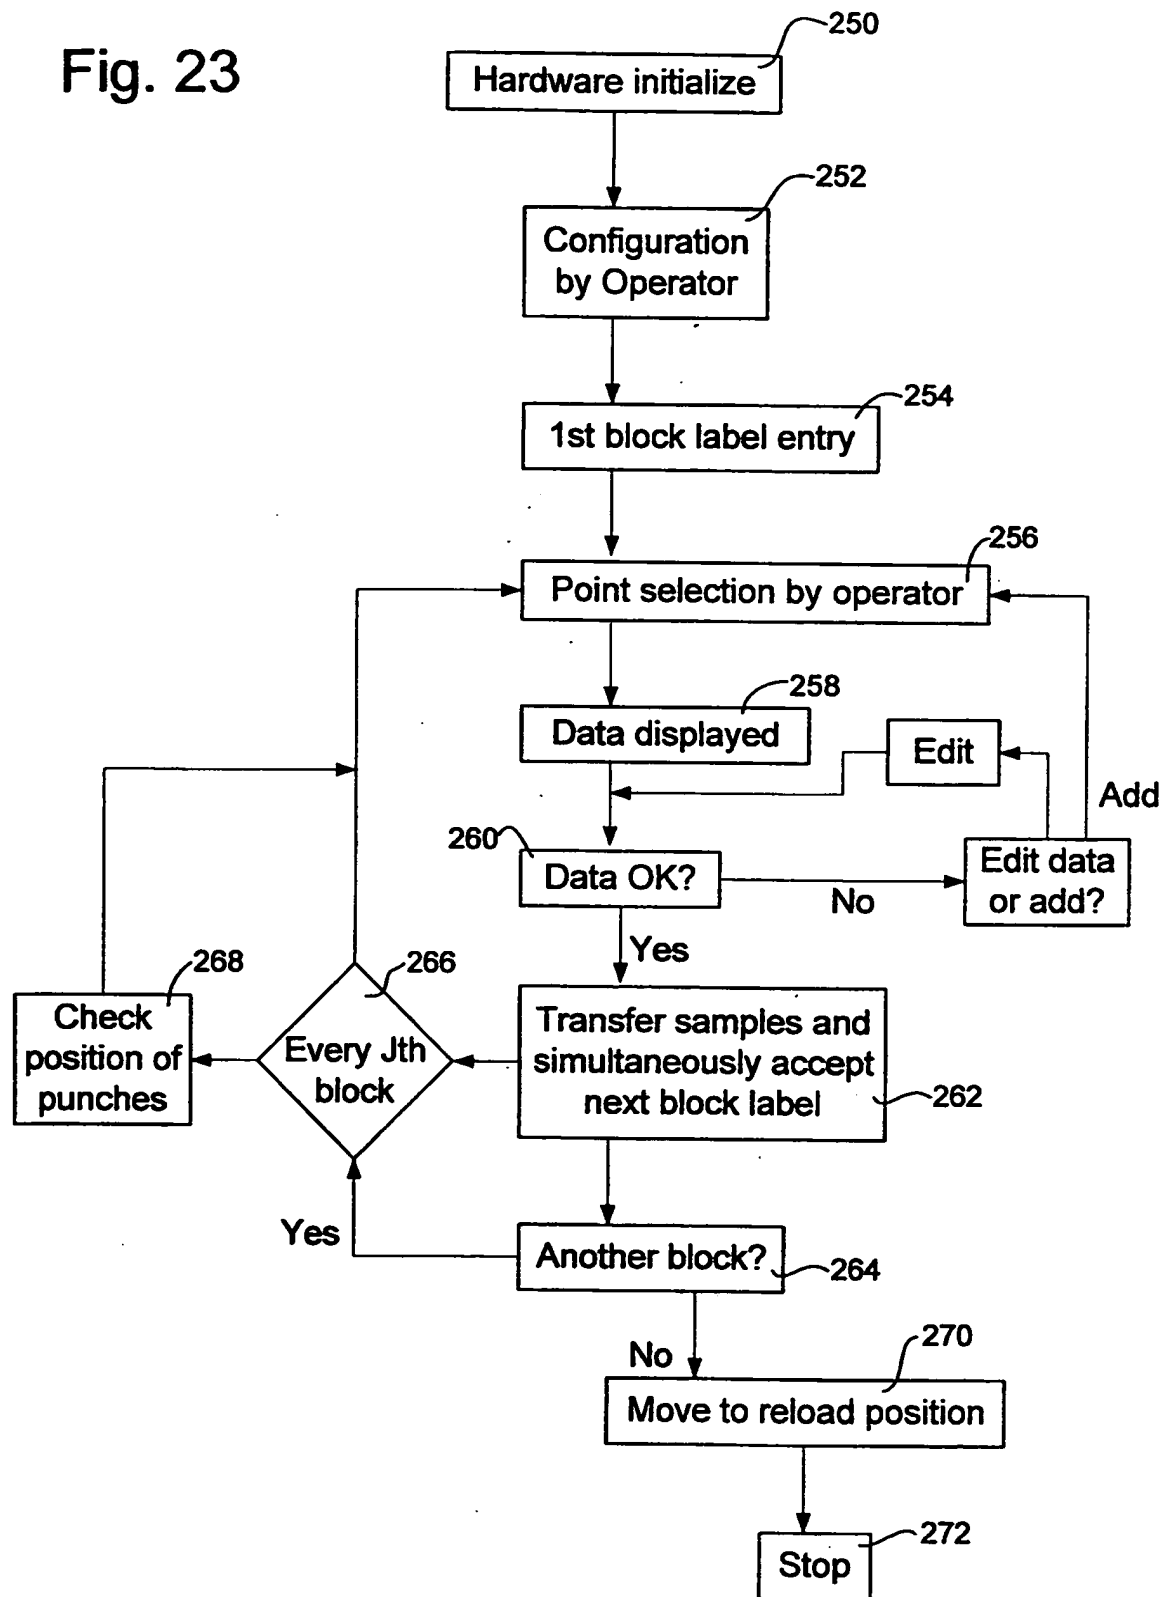 Fig. 23
250
Hardware initialize
252
Configuration
by Operator
254
1st block label entry
256
Point selection by operator
258
Data displayed
Edit
Add
260
Data OK?
No
Edit data
or add?
Yes
268
266
Check
position of
punches
Every Jth
block
Transfer samples and
simultaneously accept
next block label
262
Yes
Another block?
264
No
270
Move to reload position
272
Stop